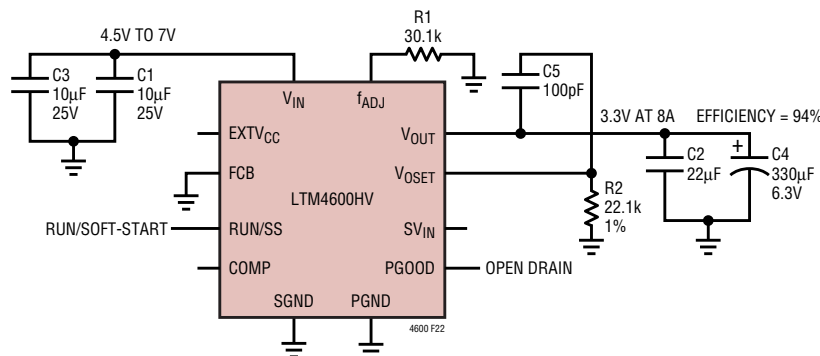 R1
30.1k
4.5V TO 7V
C3
10µF
25V
C1
10µF
25V
C5
100pF
VIN
fADJ
3.3V AT 8A
EFFICIENCY = 94%
EXTVCC
VOUT
FCB
VOSET
C2
22µF
+
C4
330µF
6.3V
LTM4600HV
R2
22.1k
1%
RUN/SOFT-START
RUN/SS
SVIN
COMP
PGOOD
OPEN DRAIN
SGND
PGND
4600 F22